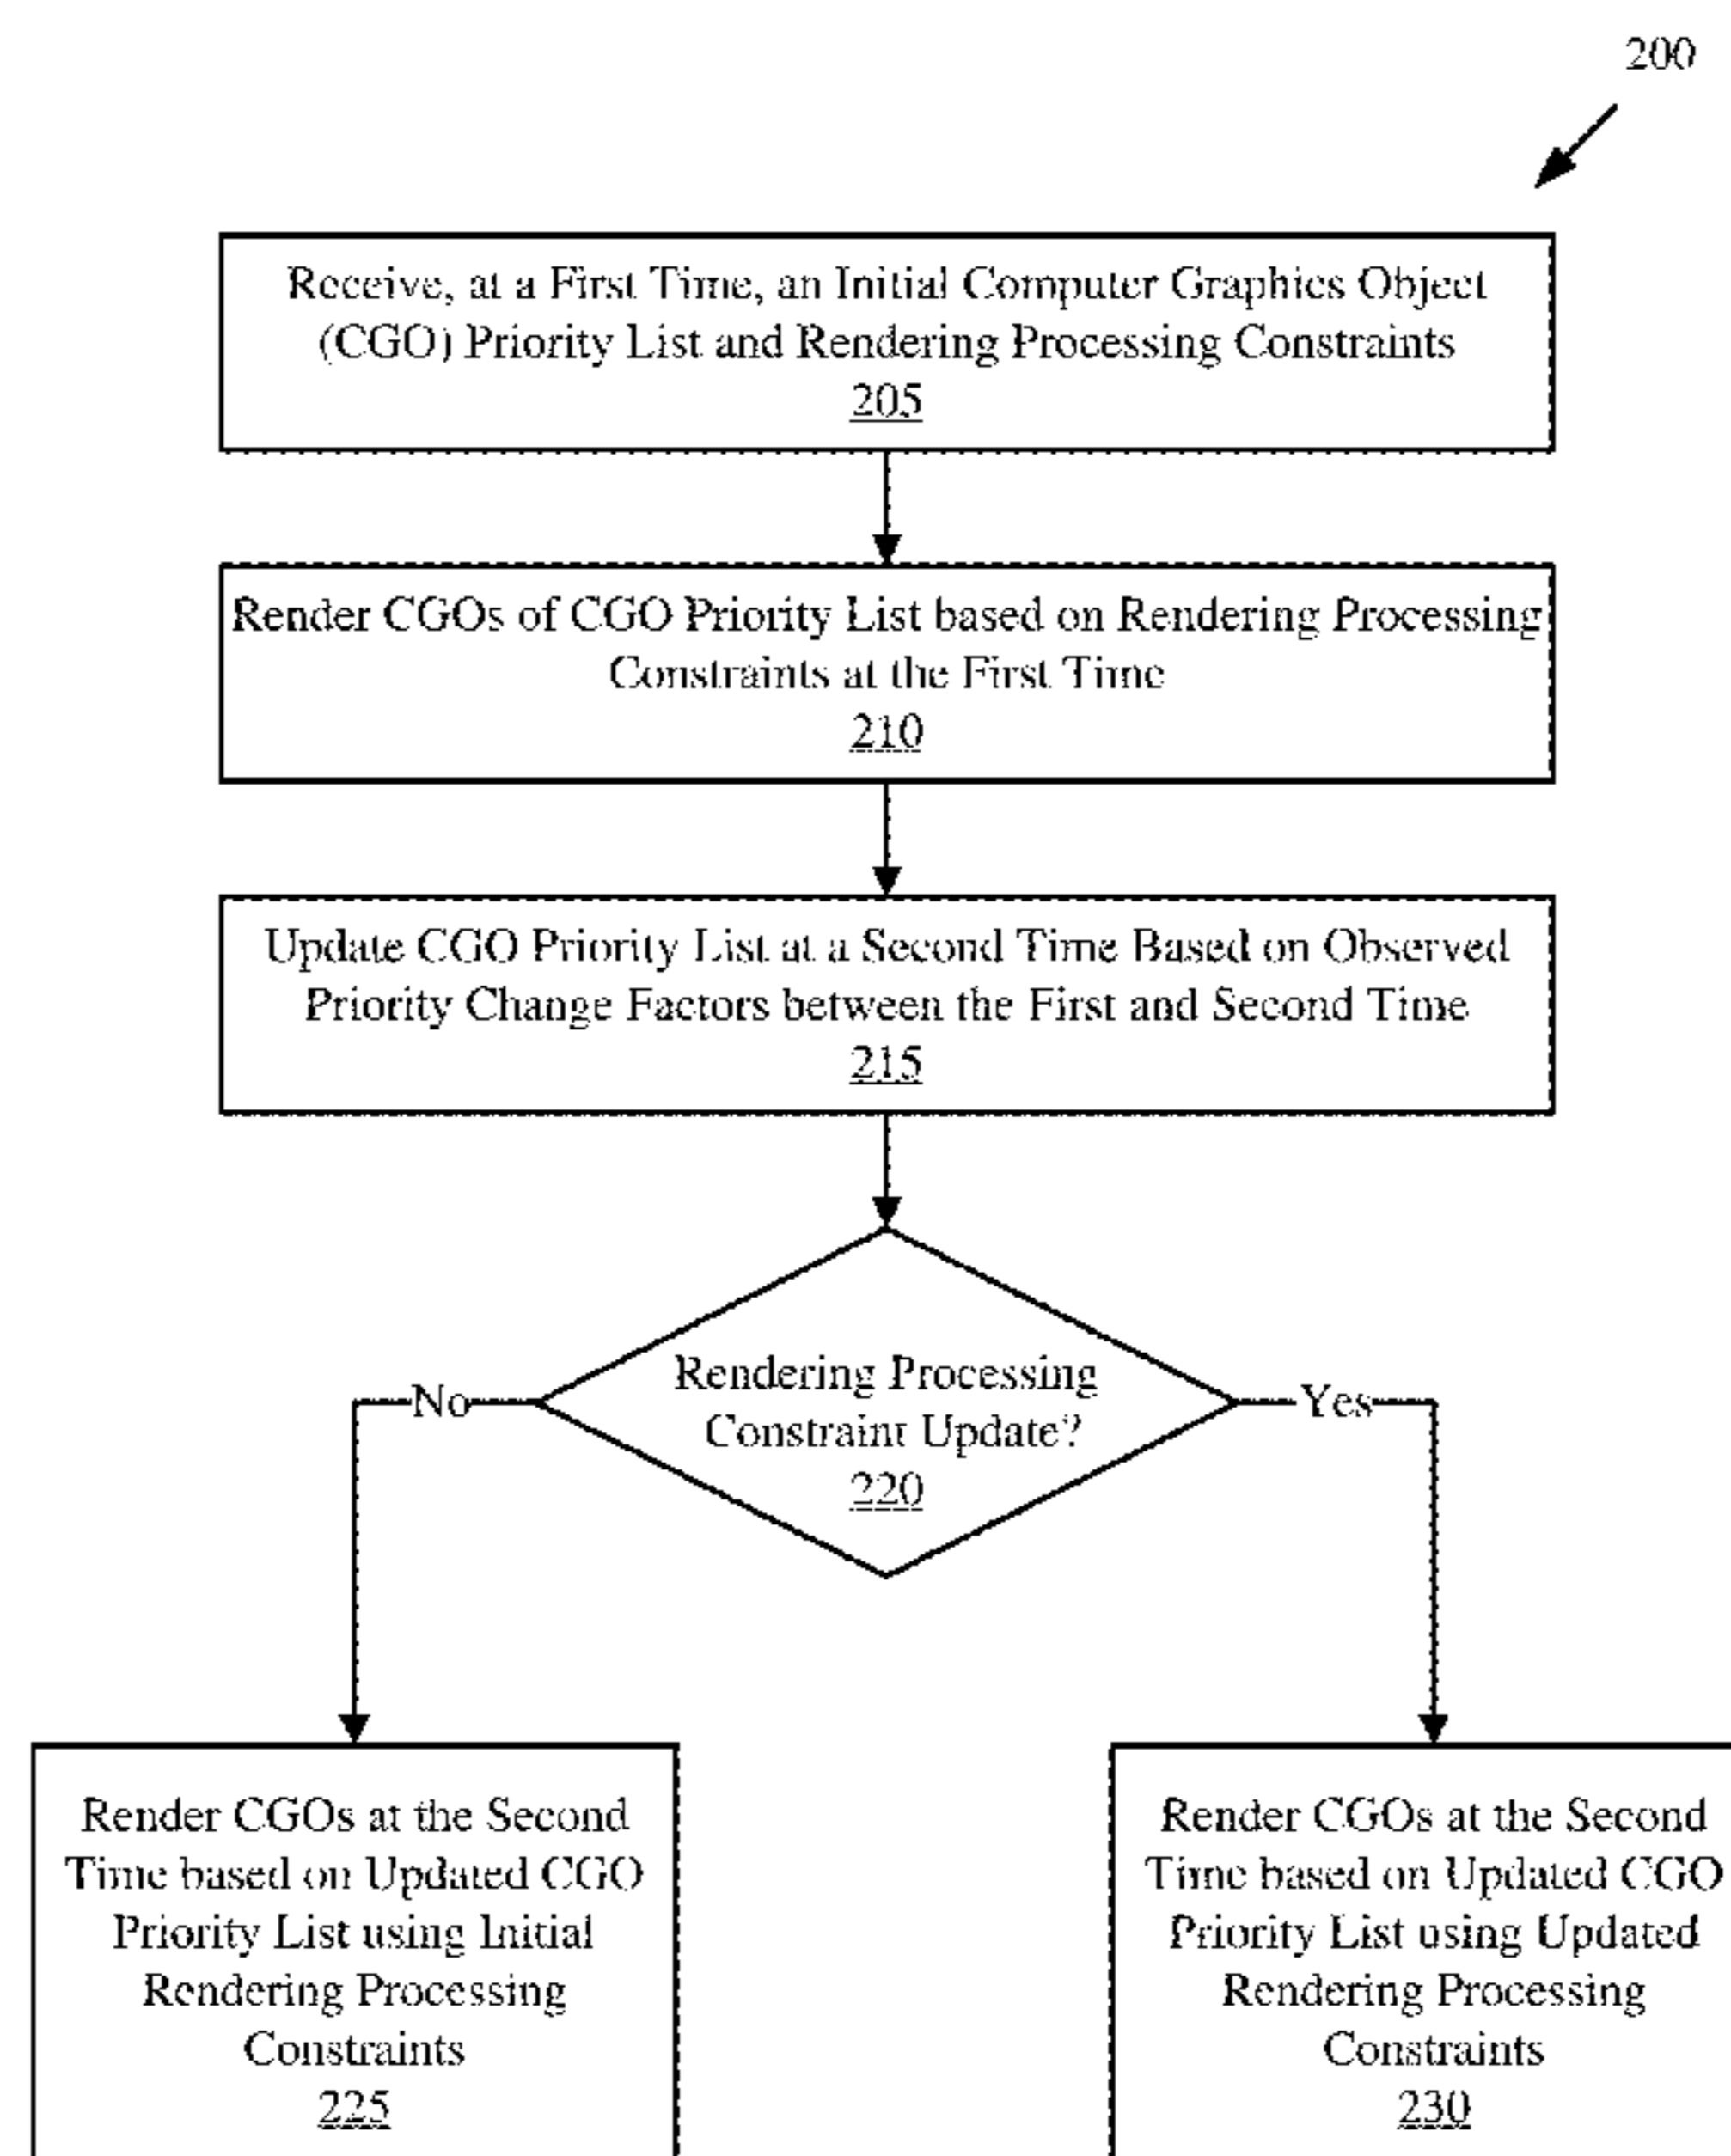 200
Receive, at a First Time, an Initial Computer Graphics Object
(CGO) Priority List and Rendering Processing Constraints
205
Render CGOs of CGO Priority List based on Rendering Processing
Constraints at the First Time
210
Update CGO Priority List at a Second Time Based on Observed
Priority Change Factors between the First and Second Time
215
Rendering Processing
Constraint Update?
220
No
Yes
Render CGOs at the Second
Time based on Updated CGO
Priority List using Initial
Rendering Processing
Constraints
225
Render CGOs at the Second
Time based on Updated CGO
Priority List using Updated
Rendering Processing
Constraints
230